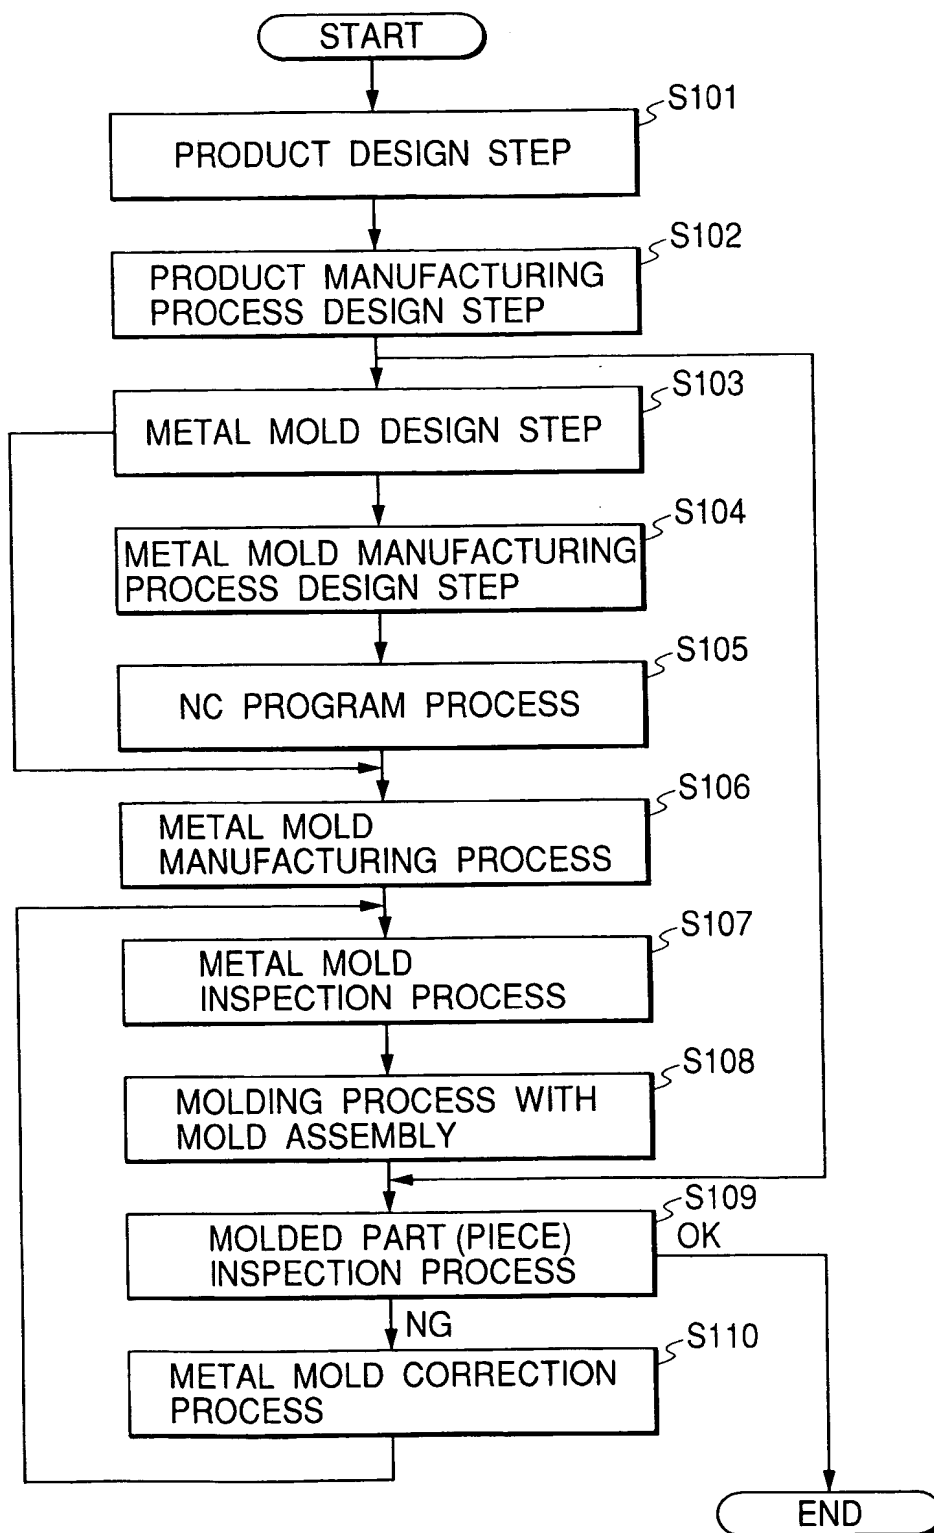 START
S101
PRODUCT DESIGN STEP
S102
PRODUCT MANUFACTURING
PROCESS DESIGN STEP
S103
METAL MOLD DESIGN STEP
S104
METAL MOLD MANUFACTURING
PROCESS DESIGN STEP
S105
NC PROGRAM PROCESS
S106
METAL MOLD
MANUFACTURING PROCESS
S107
METAL MOLD
INSPECTION PROCESS
S108
MOLDING PROCESS WITH
MOLD ASSEMBLY
S109
OK
MOLDED PART (PIECE)
INSPECTION PROCESS
NG
S110
METAL MOLD CORRECTION
PROCESS
END